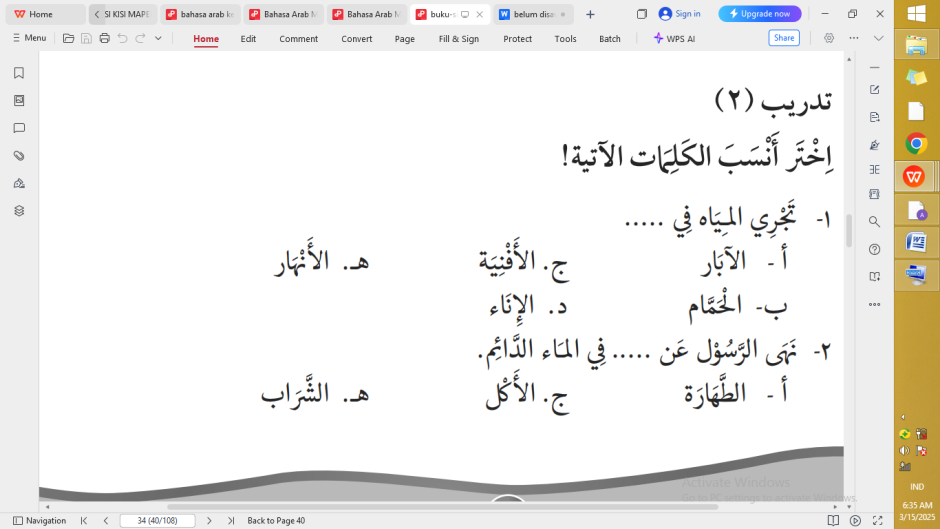 Home
SI KISI MAPE
bahasa arab ke
Bahasa Arab M
Bahasa Arab M
buku-s
belum disal
Sign in
Upgrade now
Menu
Home
Edit
Comment
Convert
Page
Fill & Sign
Protect
Tools
Batch
WPS AI
Share
تدريب (٢)
اِخْتَر أَنْسَبَ الكَلِمَات الآتية!
١- تَجْرِي المِيَاه فِي .....
أ - الآبَار ج. الأَفْنِيَة هـ. الأَنْهَار
ب- الْحَمَّام د. الإِنَاء
٢- نَهَى الرَّسُوْل عَن ..... فِي المَاء الدَّائِم.
أ - الطَّهَارَة ج. الأَكْل هـ. الشَّرَاب
Activate Windows
Go to PC settings to activate Windows.
Navigation
34 (40/108)
Back to Page 40
IND
6:35 AM
3/15/2025